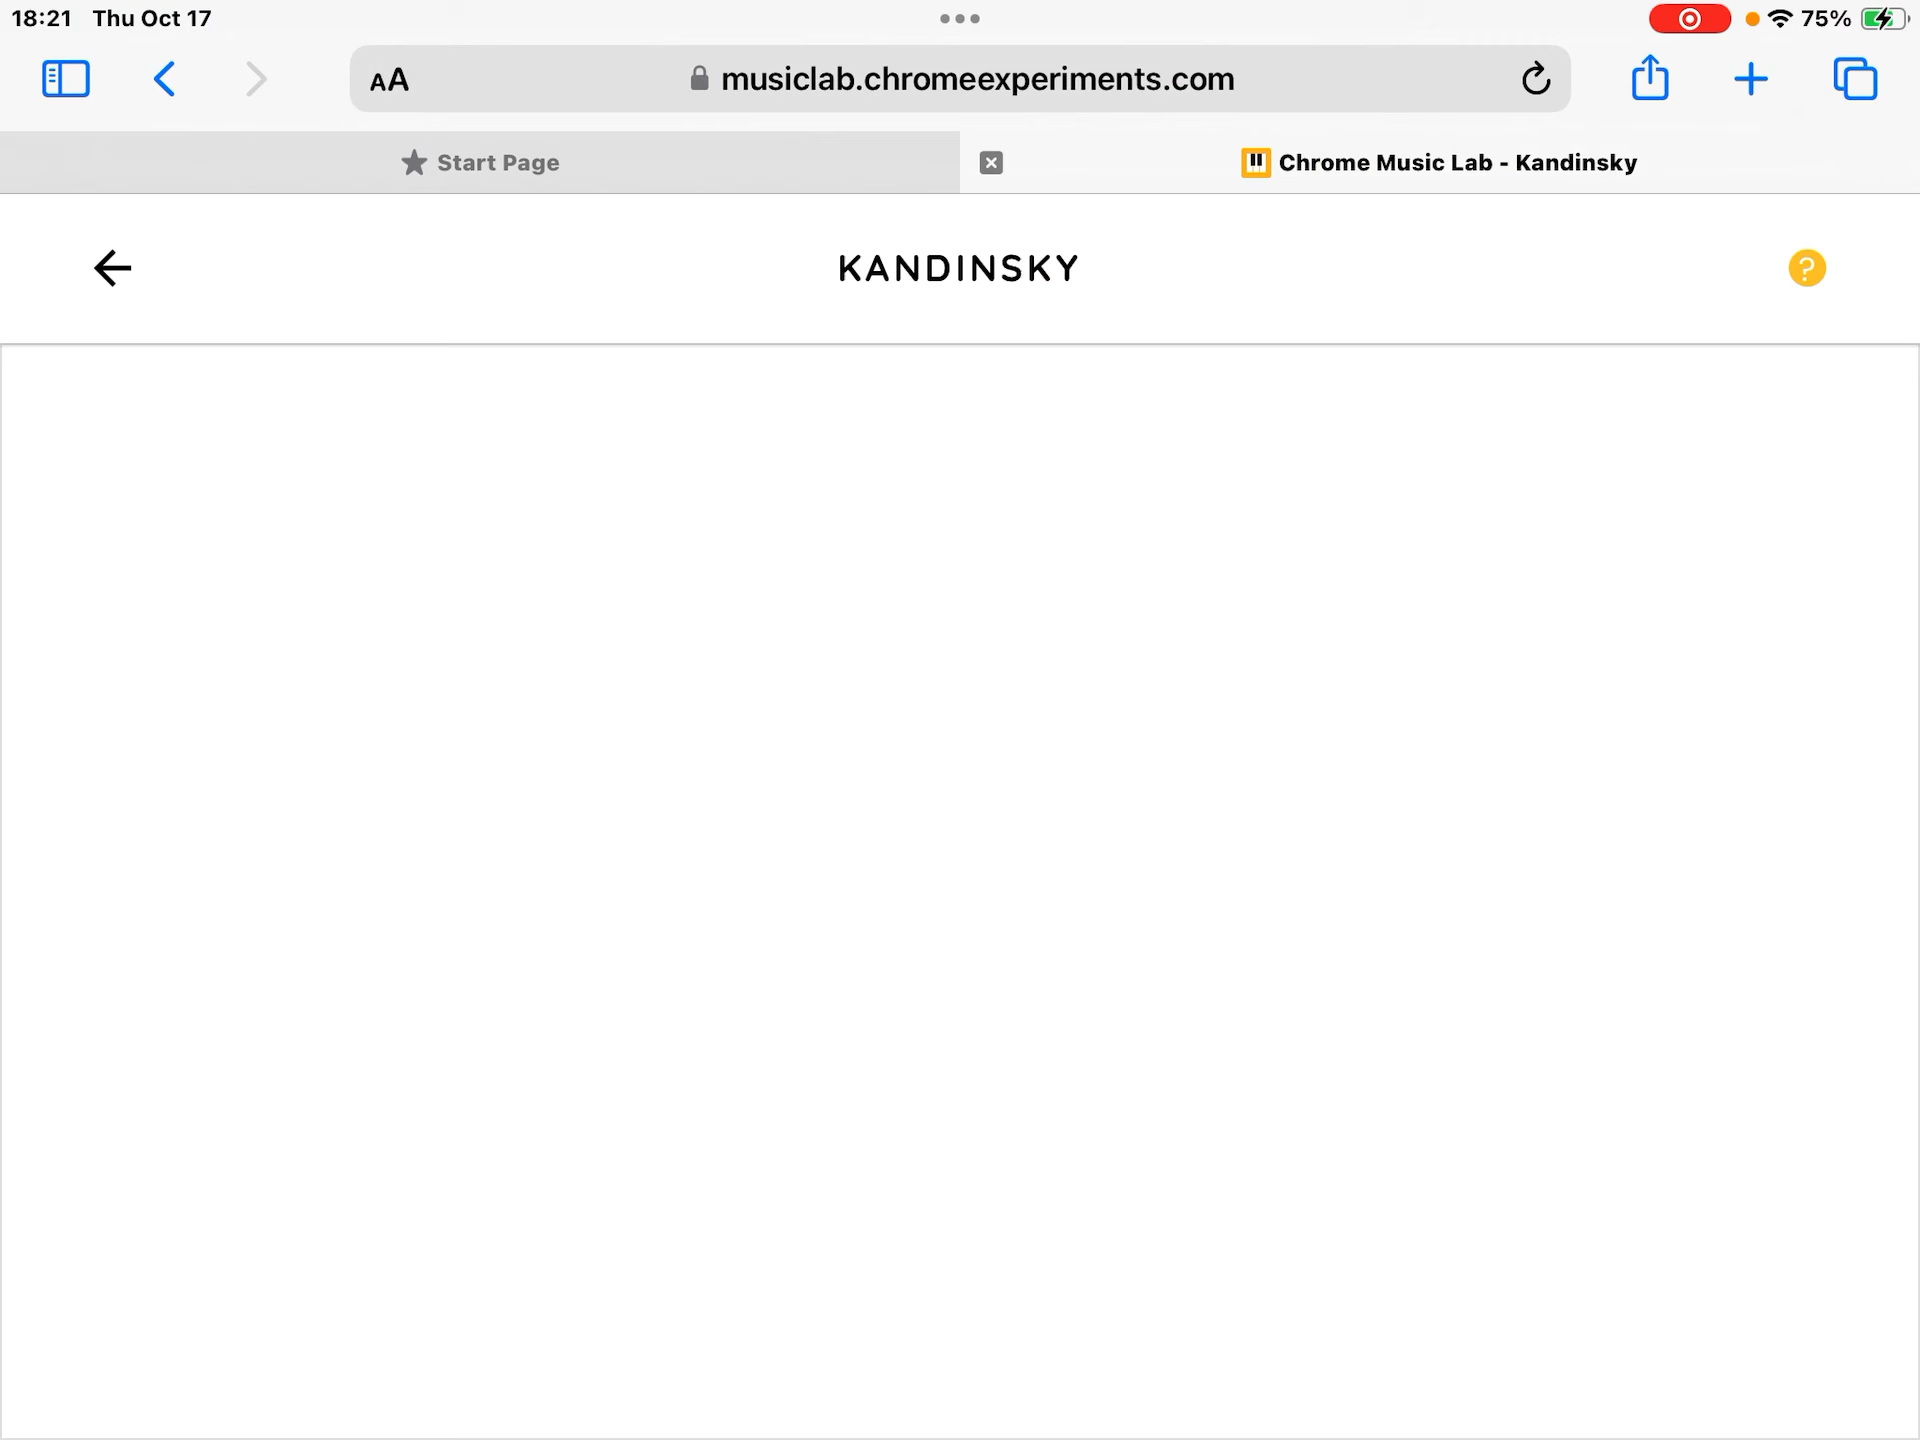 18:21 Thu Oct 17
75%
AA
musiclab.chromeexperiments.com
Start Page
Chrome Music Lab - Kandinsky
KANDINSKY
?